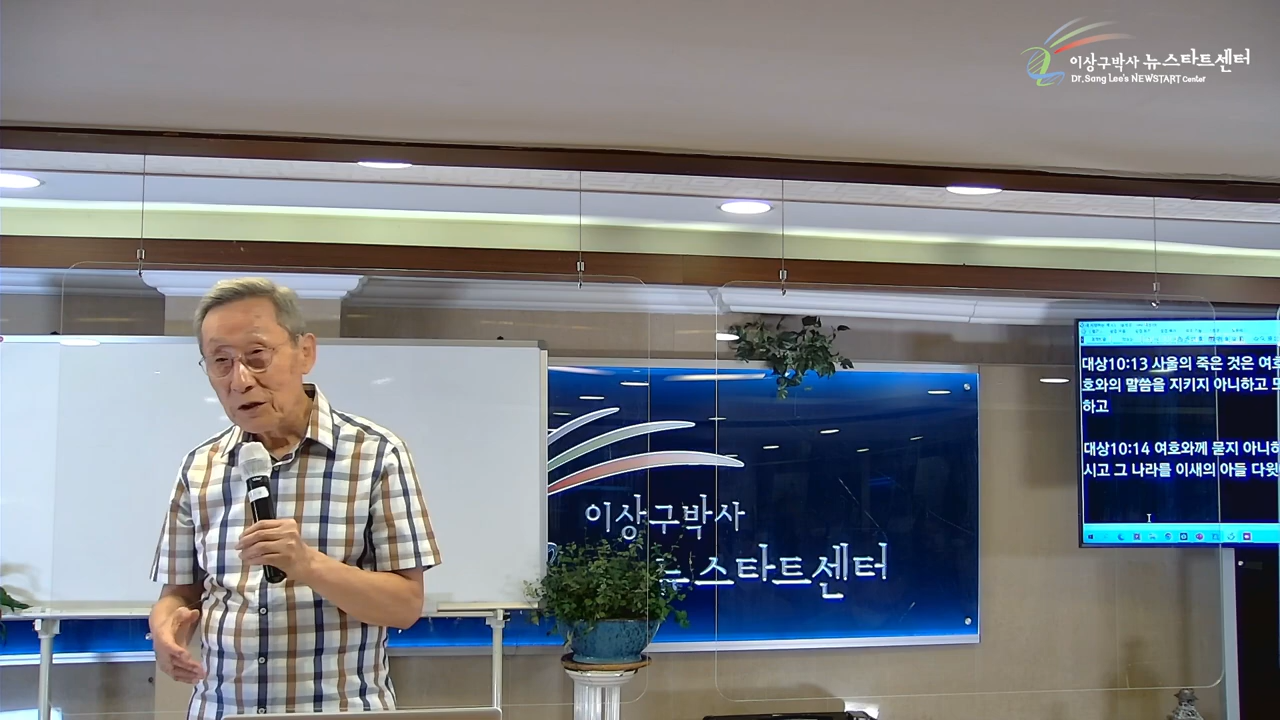 이상구박사 뉴스타트센터
Dr. Sang Lee's NEWSTART Center
대상10:13 사울의 죽은 것은 여호
호와의 말씀을 지키지 아니하고 또
하고
대상10:14 여호와께 묻지 아니하
시고 그 나라를 이새의 아들 다윗
이상구박사
뉴스타트센터